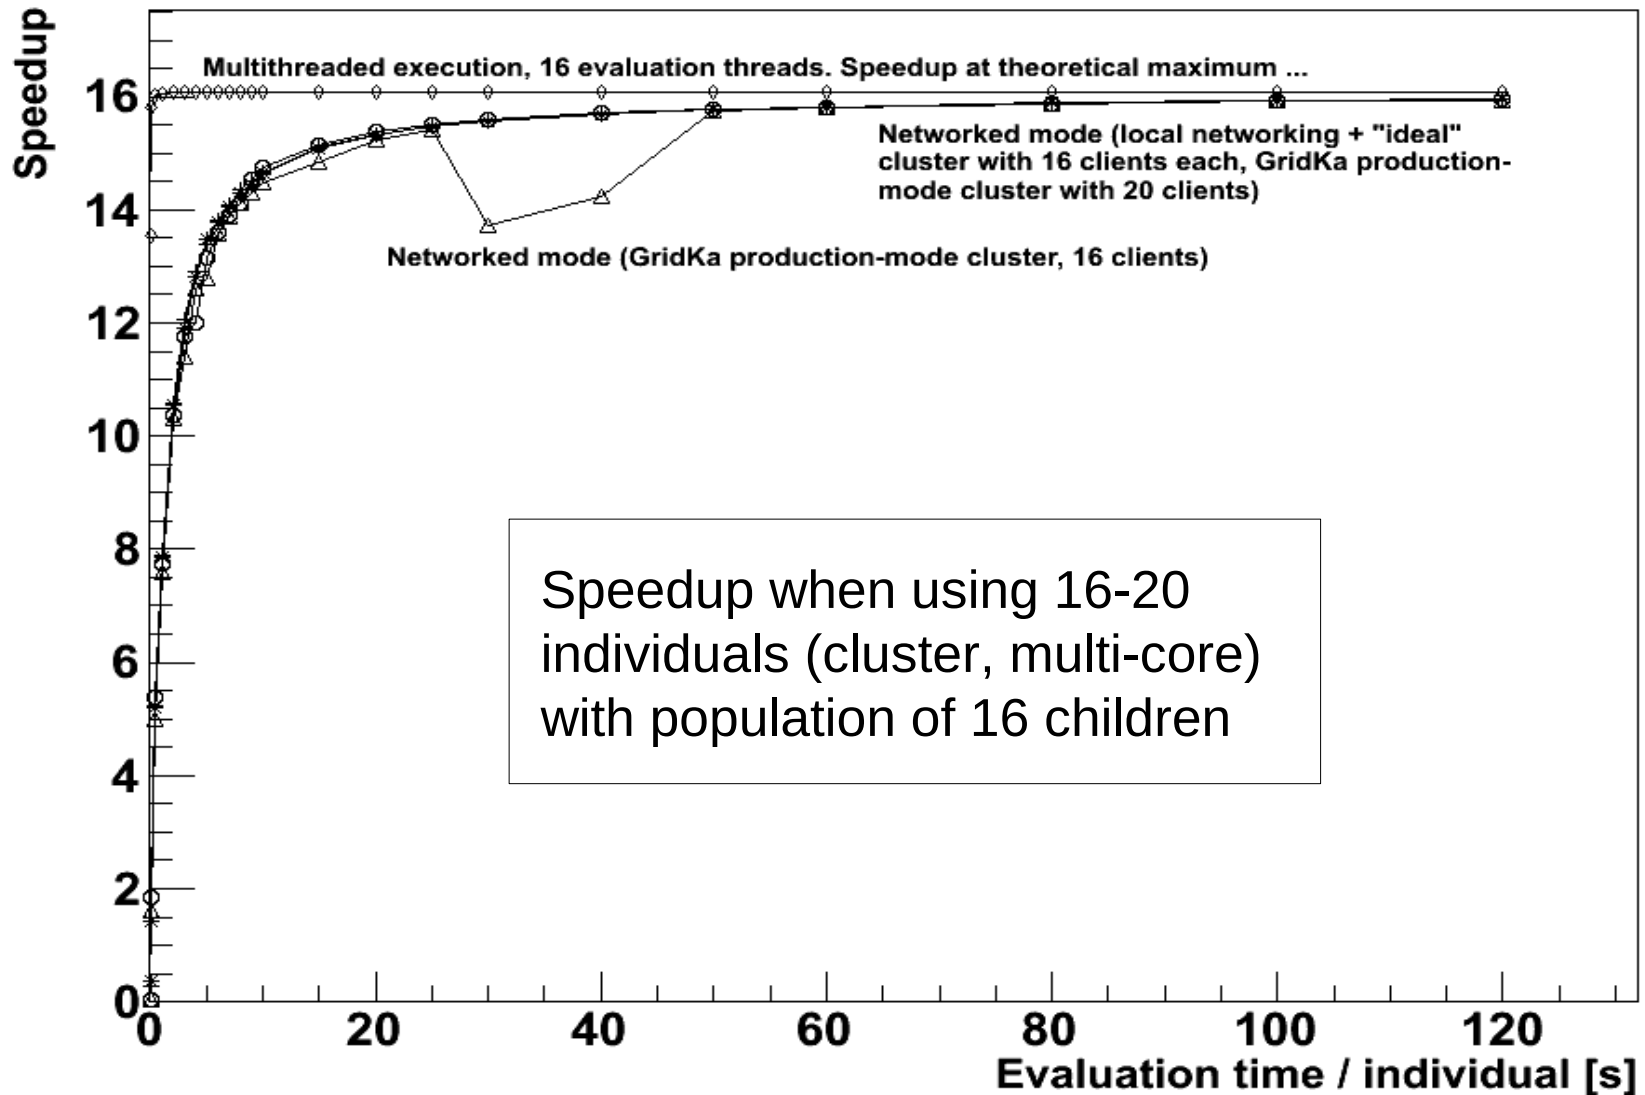 Speedup
Multithreaded execution, 16 evaluation threads. Speedup at theoretical maximum ...
16
Networked mode (local networking + "ideal"
cluster with 16 clients each, GridKa production-
mode cluster with 20 clients)
14
Networked mode (GridKa production-mode cluster, 16 clients)
12
10
8
Speedup when using 16-20
individuals (cluster, multi-core)
with population of 16 children
6
4
2
0
0 20 40 60 80 100 120
Evaluation time / individual [s]